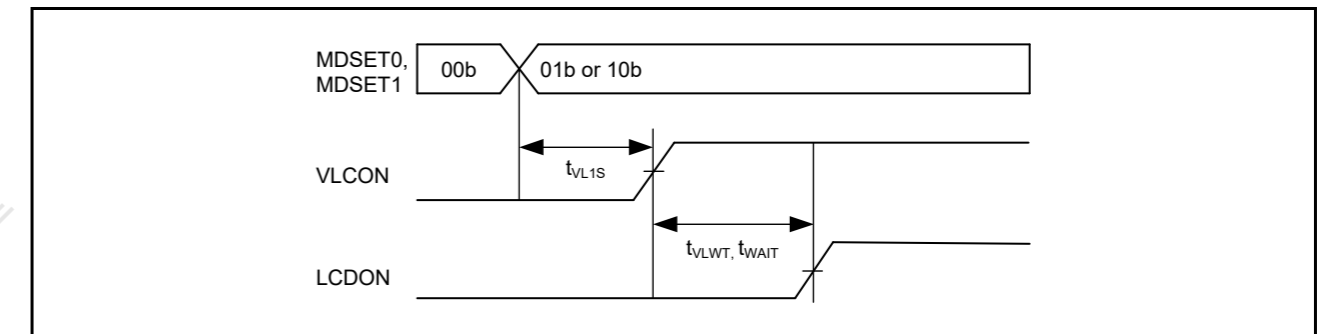 MDSET0,
MDSET1
00b
01b or 10b
tVL1S
VLCON
tVLWT, tWAIT
LCDON